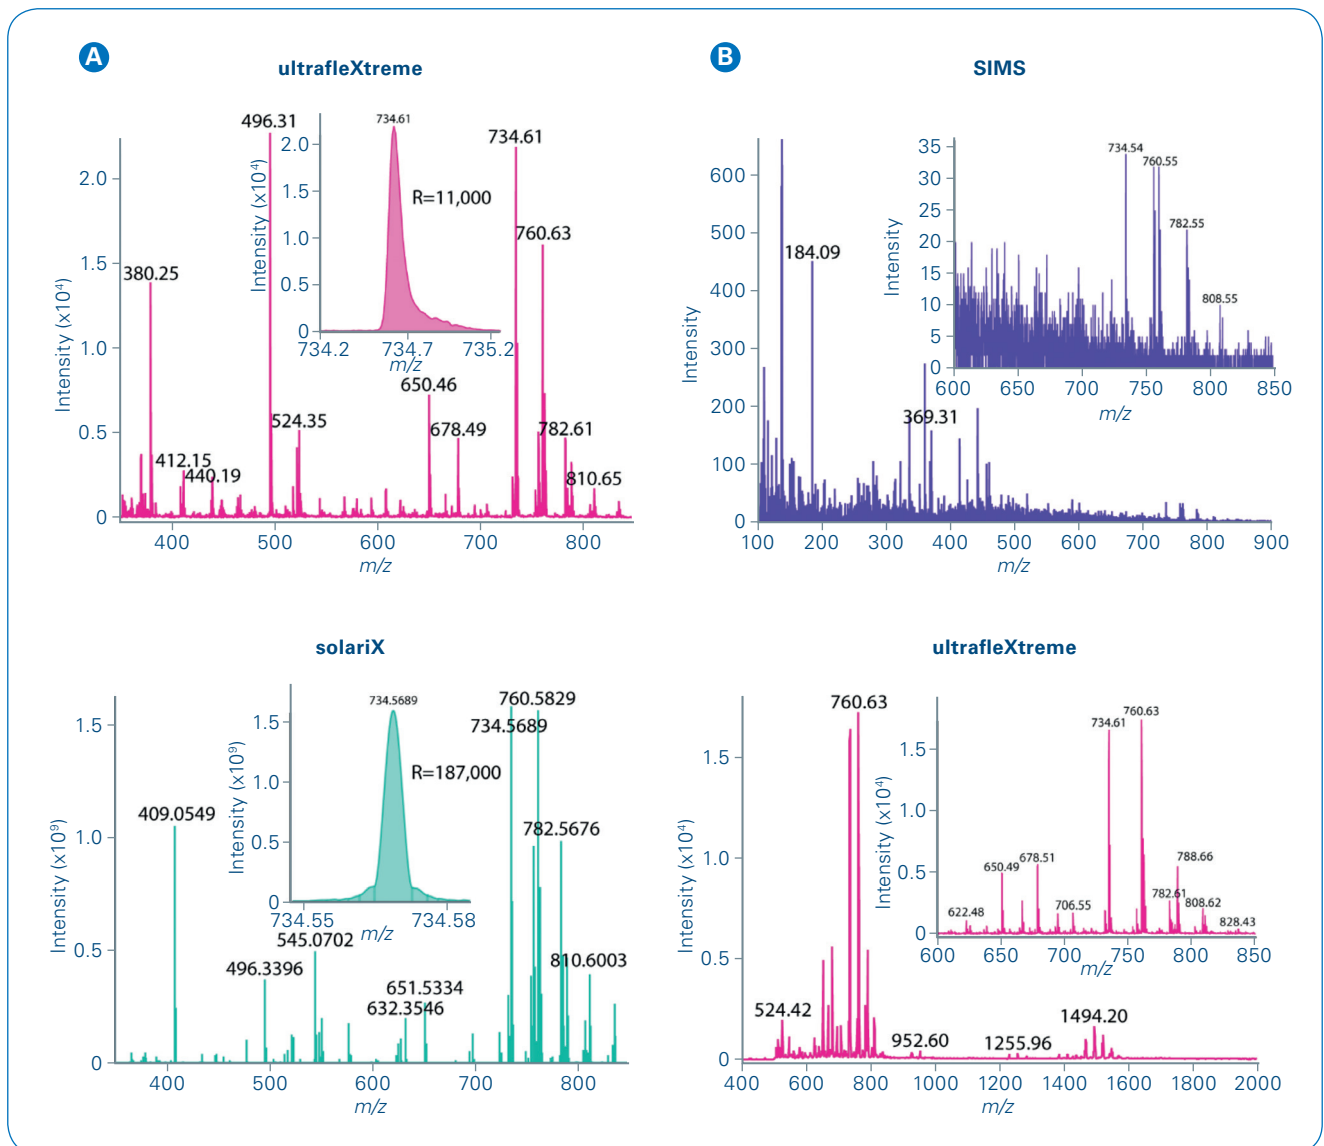 A
ultrafleXtreme
496.31
734.61
380.25
760.63
650.46
524.35
678.49
782.61
412.15
440.19
810.65
Intensity (x10⁴)
2.0
1.5
1.0
0.5
0
400 500 600 700 800
m/z
734.61
R=11,000
Intensity (x10⁴)
2.0
1.5
1.0
0.5
0
734.2 734.7 735.2
m/z
B
SIMS
184.09
369.31
Intensity
600
500
400
300
200
100
0
100 200 300 400 500 600 700 800 900
m/z
734.54
760.55
782.55
808.55
Intensity
35
30
25
20
15
10
5
0
600 650 700 750 800 850
m/z
solariX
760.5829
734.5689
409.0549
782.5676
545.0702
496.3396
810.6003
651.5334
632.3546
Intensity (x10⁹)
1.5
1.0
0.5
0
400 500 600 700 800
m/z
734.5689
R=187,000
Intensity (x10⁹)
1.5
1.0
0.5
0
734.55 734.58
m/z
ultrafleXtreme
760.63
524.42
952.60
1255.96
1494.20
Intensity (x10⁴)
1.5
1.0
0.5
0
400 600 800 1000 1200 1400 1600 1800 2000
m/z
760.63
734.61
788.66
678.51
650.49
782.61
808.62
706.55
622.48
828.43
Intensity (x10⁴)
1.5
1.0
0.5
0
600 650 700 750 800 850
m/z